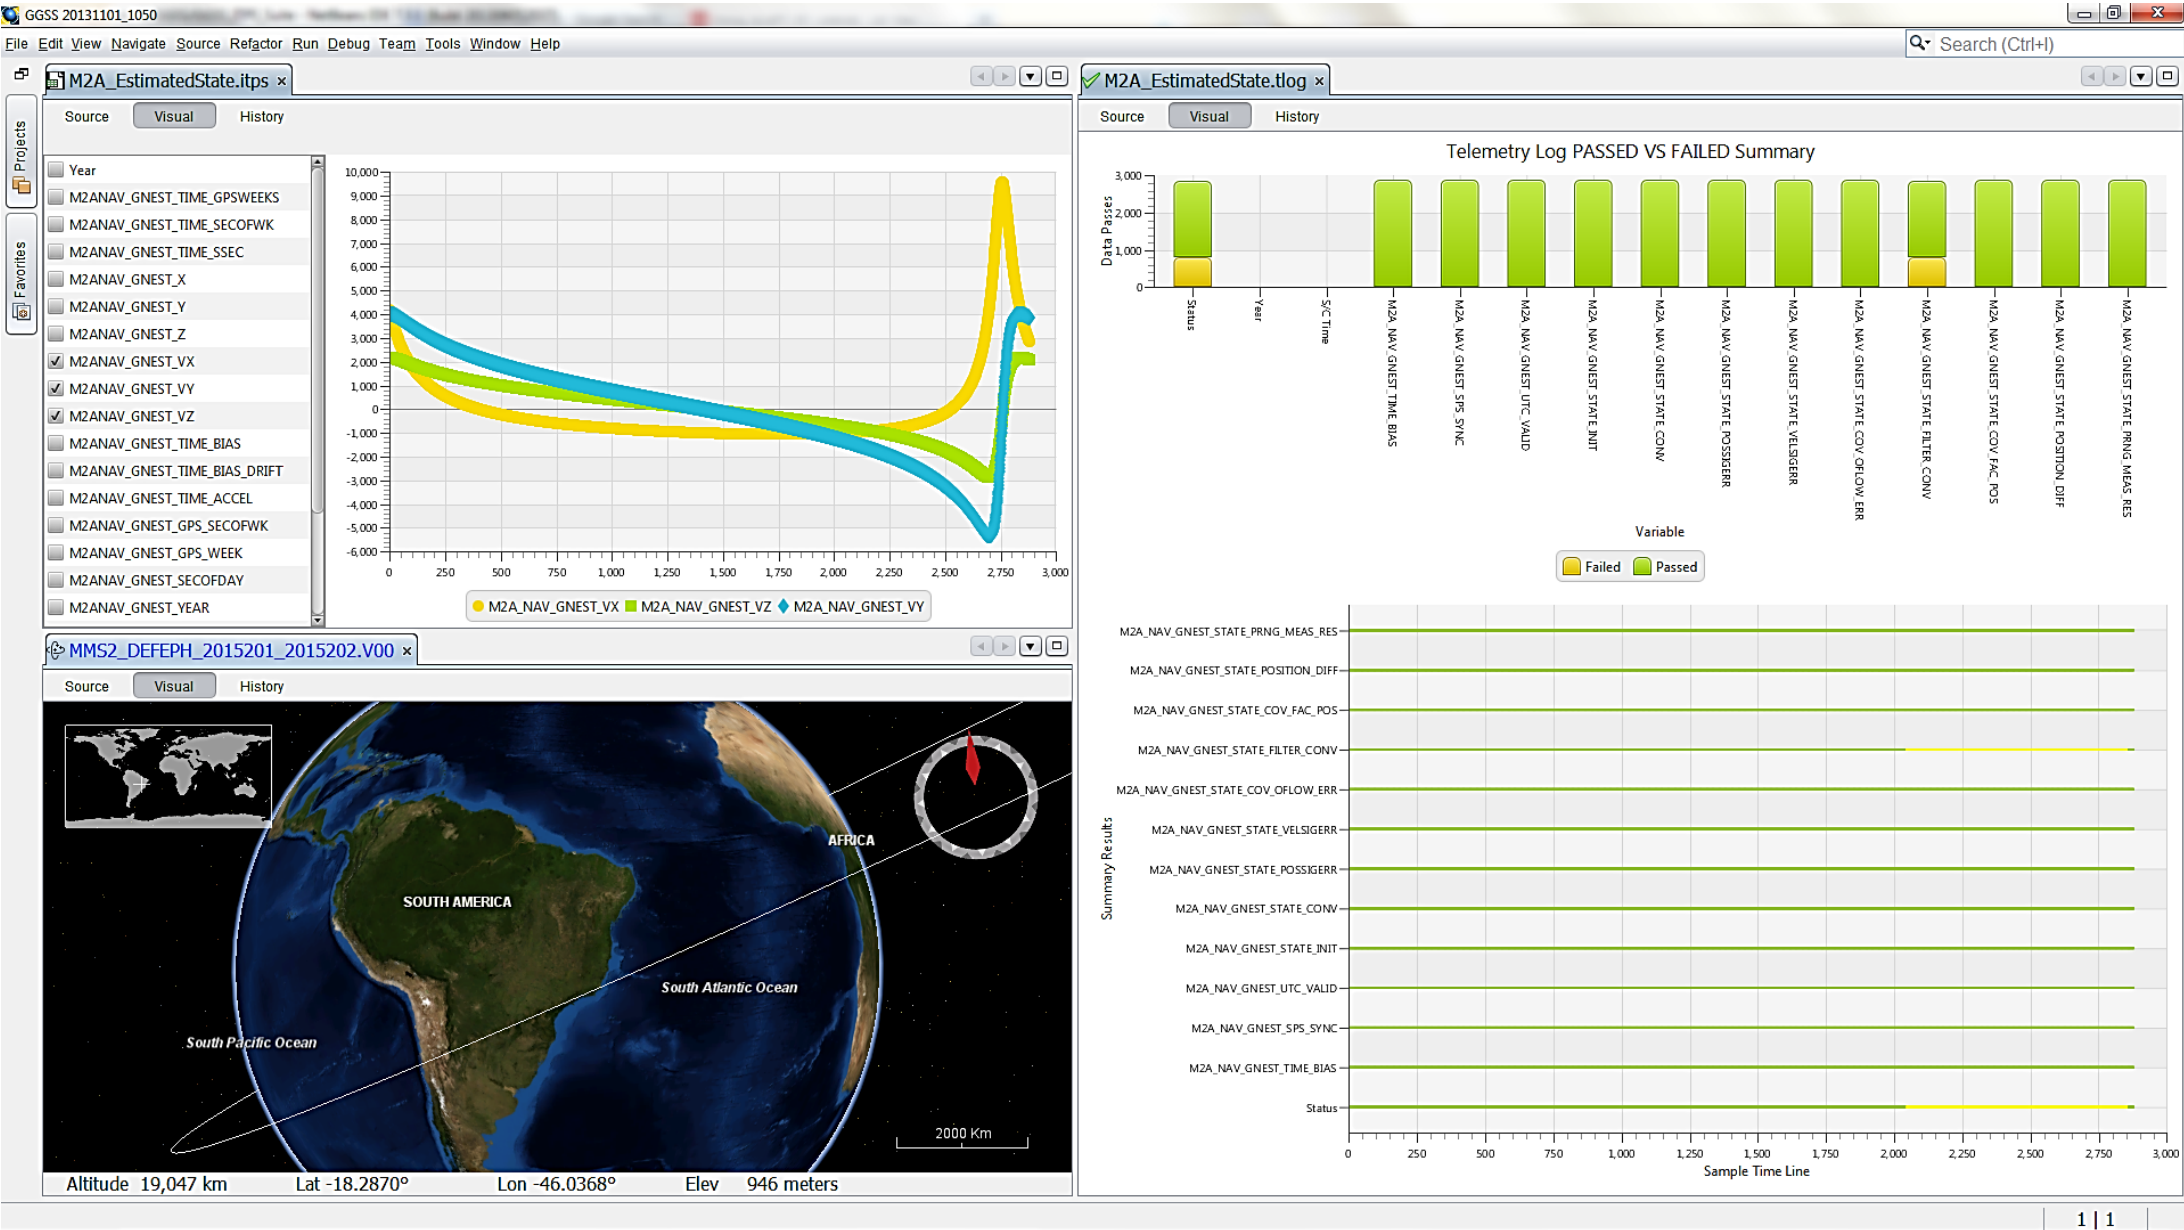 GGSS 20131101_1050
File Edit View Navigate Source Refactor Run Debug Team Tools Window Help
Search (Ctrl+I)
Projects
Favorites
M2A_EstimatedState.itps
Source Visual History
Year
M2ANAV_GNEST_TIME_GPSWEEKS
M2ANAV_GNEST_TIME_SECOFWK
M2ANAV_GNEST_TIME_SSEC
M2ANAV_GNEST_X
M2ANAV_GNEST_Y
M2ANAV_GNEST_Z
M2ANAV_GNEST_VX
M2ANAV_GNEST_VY
M2ANAV_GNEST_VZ
M2ANAV_GNEST_TIME_BIAS
M2ANAV_GNEST_TIME_BIAS_DRIFT
M2ANAV_GNEST_TIME_ACCEL
M2ANAV_GNEST_GPS_SECOFWK
M2ANAV_GNEST_GPS_WEEK
M2ANAV_GNEST_SECOFDAY
M2ANAV_GNEST_YEAR
10,000
9,000
8,000
7,000
6,000
5,000
4,000
3,000
2,000
1,000
0
-1,000
-2,000
-3,000
-4,000
-5,000
-6,000
0 250 500 750 1,000 1,250 1,500 1,750 2,000 2,250 2,500 2,750 3,000
M2A_NAV_GNEST_VX M2A_NAV_GNEST_VZ M2A_NAV_GNEST_VY
MMS2_DEFEPH_2015201_2015202.V00
Source Visual History
AFRICA
SOUTH AMERICA
South Atlantic Ocean
South Pacific Ocean
2000 Km
Altitude 19,047 km Lat -18.2870° Lon -46.0368° Elev 946 meters
M2A_EstimatedState.tlog
Source Visual History
Telemetry Log PASSED VS FAILED Summary
Data Passes
3,000
2,000
1,000
0
Status
Year
S/C Time
M2A_NAV_GNEST_TIME_BIAS
M2A_NAV_GNEST_SPS_SYNC
M2A_NAV_GNEST_UTC_VALID
M2A_NAV_GNEST_STATE_INIT
M2A_NAV_GNEST_STATE_CONV
M2A_NAV_GNEST_STATE_POSSIGERR
M2A_NAV_GNEST_STATE_VELSIGERR
M2A_NAV_GNEST_STATE_COV_OFLOW_ERR
M2A_NAV_GNEST_STATE_FILTER_CONV
M2A_NAV_GNEST_STATE_COV_FAC_POS
M2A_NAV_GNEST_STATE_POSITION_DIFF
M2A_NAV_GNEST_STATE_PRNG_MEAS_RES
Variable
Failed Passed
Summary Results
M2A_NAV_GNEST_STATE_PRNG_MEAS_RES
M2A_NAV_GNEST_STATE_POSITION_DIFF
M2A_NAV_GNEST_STATE_COV_FAC_POS
M2A_NAV_GNEST_STATE_FILTER_CONV
M2A_NAV_GNEST_STATE_COV_OFLOW_ERR
M2A_NAV_GNEST_STATE_VELSIGERR
M2A_NAV_GNEST_STATE_POSSIGERR
M2A_NAV_GNEST_STATE_CONV
M2A_NAV_GNEST_STATE_INIT
M2A_NAV_GNEST_UTC_VALID
M2A_NAV_GNEST_SPS_SYNC
M2A_NAV_GNEST_TIME_BIAS
Status
0 250 500 750 1,000 1,250 1,500 1,750 2,000 2,250 2,500 2,750 3,000
Sample Time Line
1 | 1